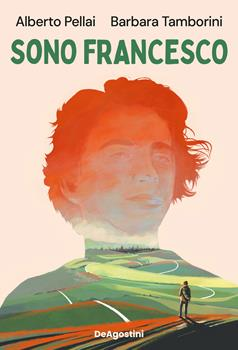 Alberto Pellai Barbara Tamborini
SONO FRANCESCO
DeAgostini